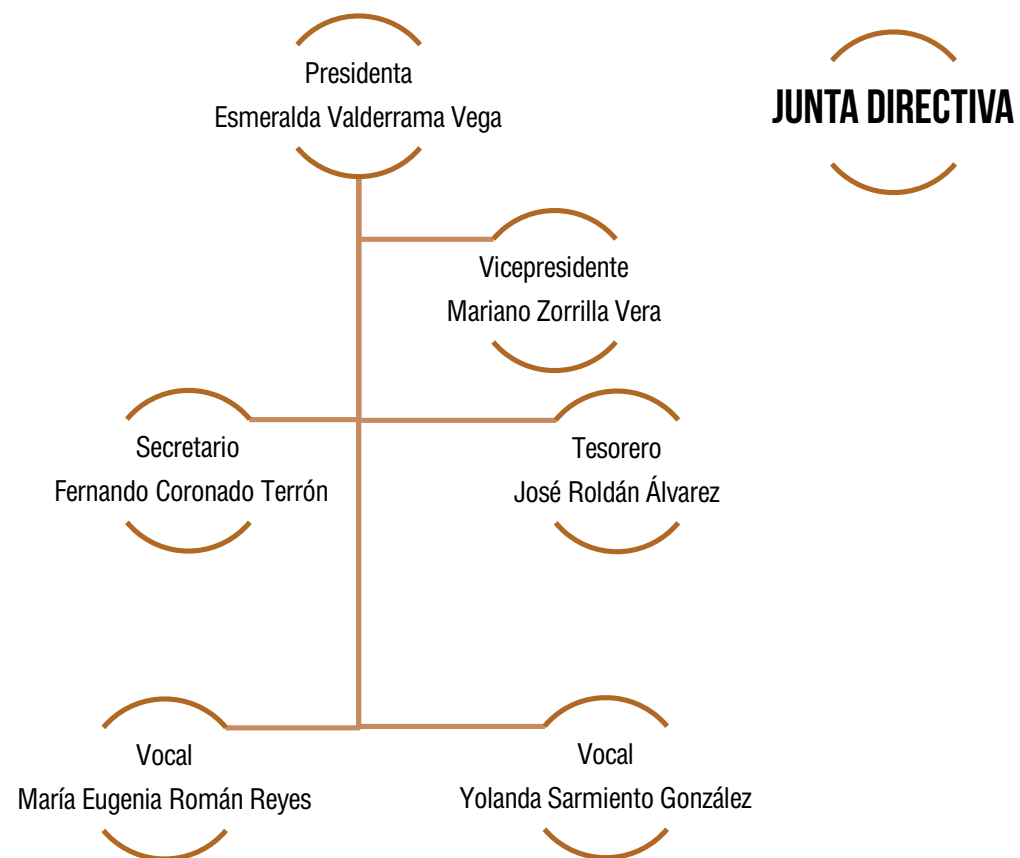 Presidenta
Esmeralda Valderrama Vega
JUNTA DIRECTIVA
Vicepresidente
Mariano Zorrilla Vera
Secretario
Fernando Coronado Terrón
Tesorero
José Roldán Álvarez
Vocal
María Eugenia Román Reyes
Vocal
Yolanda Sarmiento González